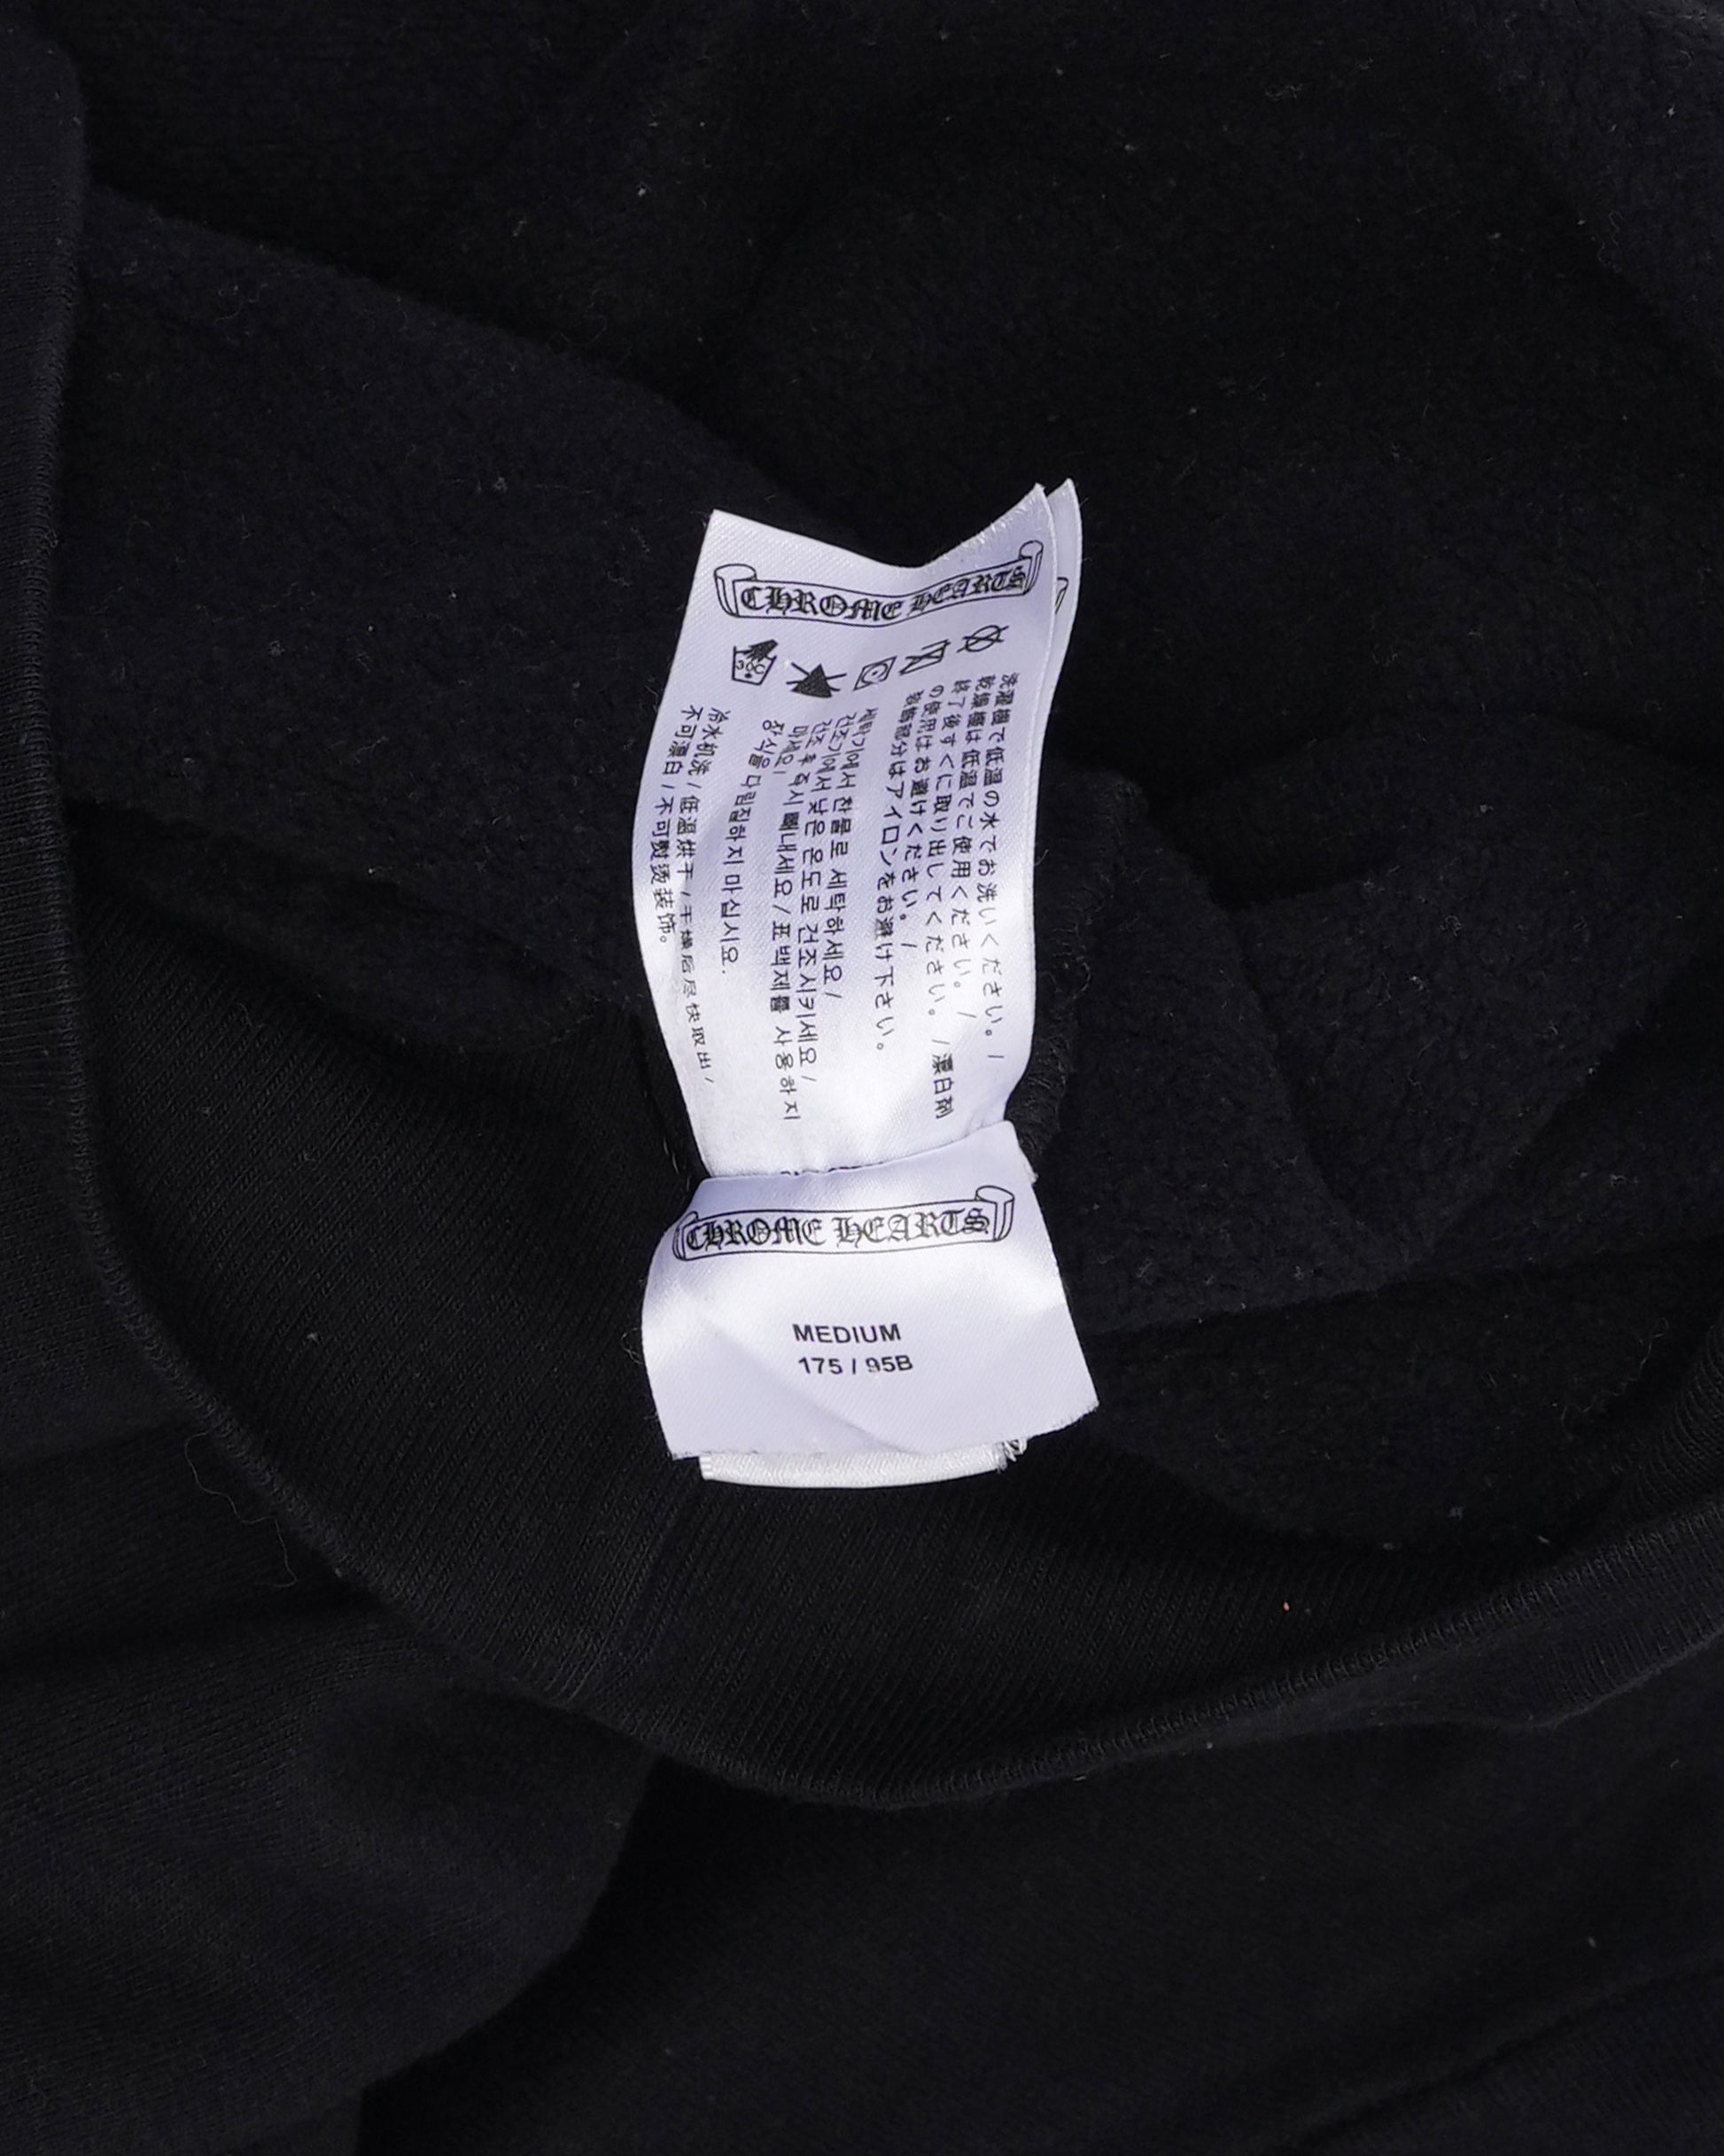 CHROME HEARTS
30C
洗濯機で低温の水でお洗いください。/
乾燥機は低温でご使用ください。/
終了後すぐに取り出してください。/漂白剤
の使用はお避けください。/
装飾部分はアイロンをお避け下さい。
세탁기에서 찬물로 세탁하세요/
건조기에서 낮은 온도로 건조시키세요/
건조 후 즉시 빼내세요/표백제를 사용하지
마세요/
장식을 다림질하지 마십시요.
冷水机洗/低温烘干/干燥后尽快取出/
不可漂白/不可熨烫装饰。
CHROME HEARTS
MEDIUM
175 / 95B